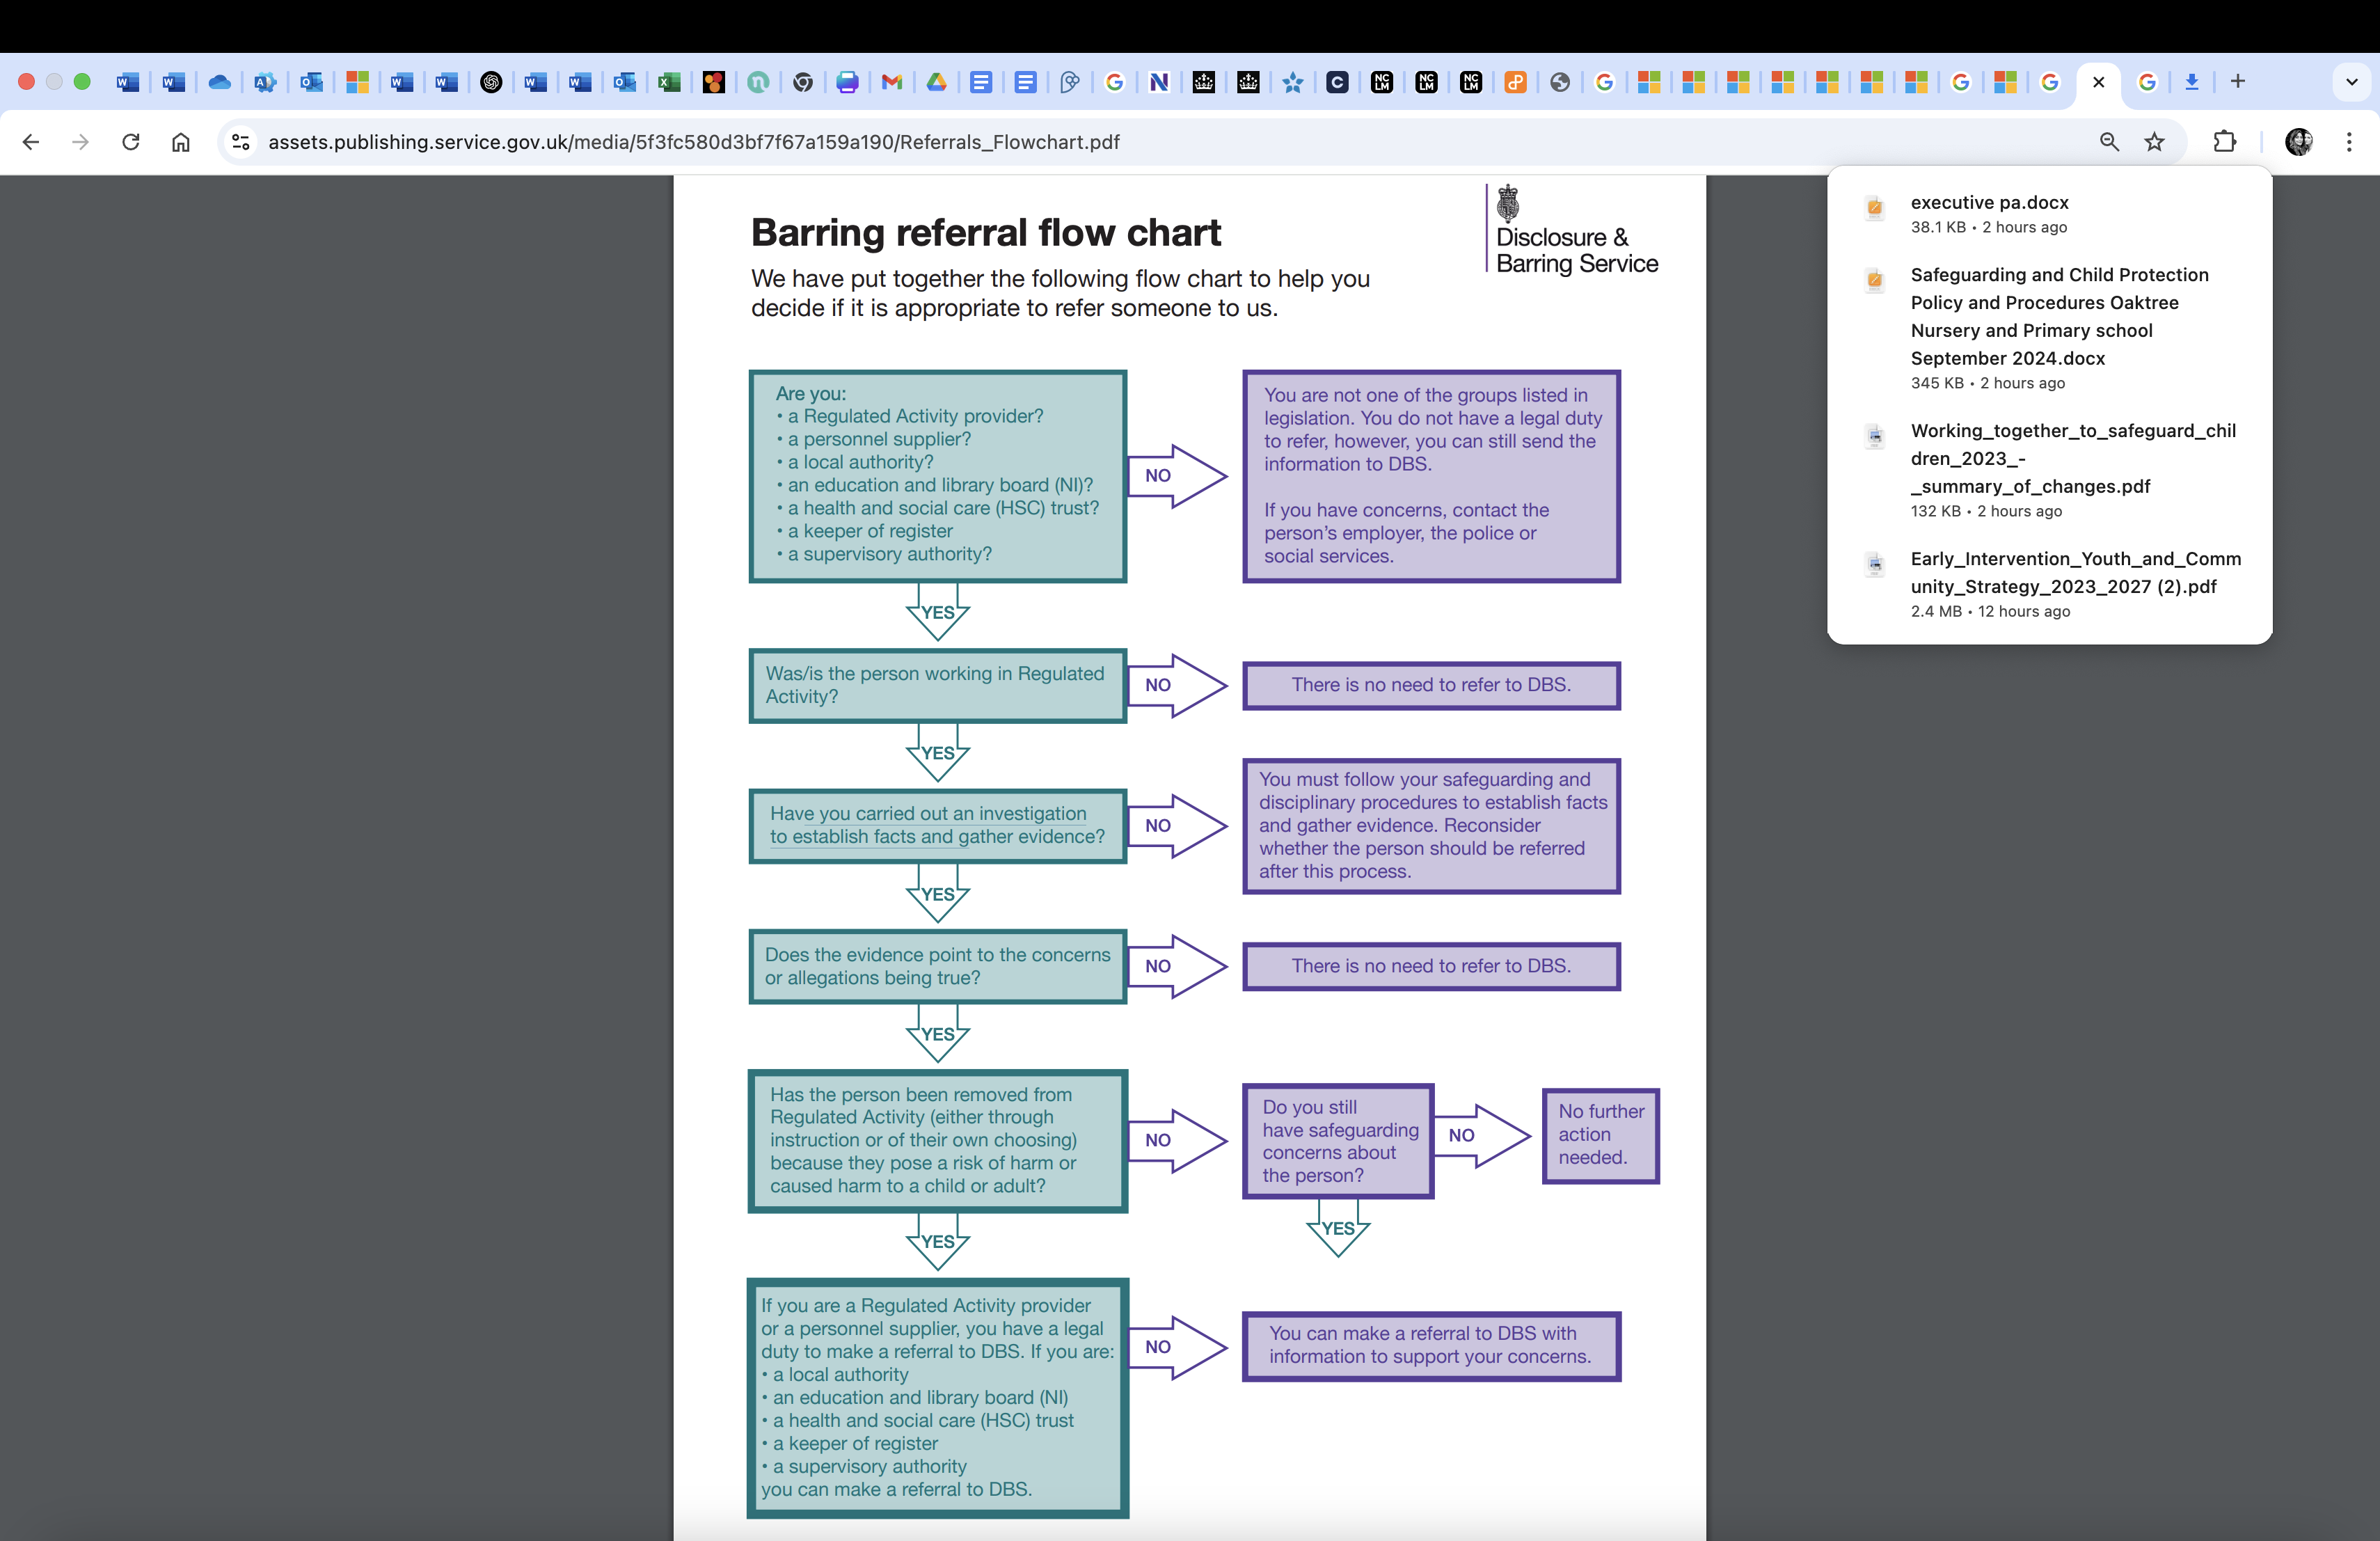 assets.publishing.service.gov.uk/media/5f3fc580d3bf7f67a159a190/Referrals_Flowchart.pdf
executive pa.docx
38.1 KB • 2 hours ago
Safeguarding and Child Protection
Policy and Procedures Oaktree
Nursery and Primary school
September 2024.docx
345 KB • 2 hours ago
Working_together_to_safeguard_chil
dren_2023_-
_summary_of_changes.pdf
132 KB • 2 hours ago
Early_Intervention_Youth_and_Comm
unity_Strategy_2023_2027 (2).pdf
2.4 MB • 12 hours ago
Barring referral flow chart
We have put together the following flow chart to help you
decide if it is appropriate to refer someone to us.
Disclosure &
Barring Service
Are you:
• a Regulated Activity provider?
• a personnel supplier?
• a local authority?
• an education and library board (NI)?
• a health and social care (HSC) trust?
• a keeper of register
• a supervisory authority?
NO
You are not one of the groups listed in
legislation. You do not have a legal duty
to refer, however, you can still send the
information to DBS.
If you have concerns, contact the
person's employer, the police or
social services.
YES
Was/is the person working in Regulated
Activity?
NO
There is no need to refer to DBS.
YES
Have you carried out an investigation
to establish facts and gather evidence?
NO
You must follow your safeguarding and
disciplinary procedures to establish facts
and gather evidence. Reconsider
whether the person should be referred
after this process.
YES
Does the evidence point to the concerns
or allegations being true?
NO
There is no need to refer to DBS.
YES
Has the person been removed from
Regulated Activity (either through
instruction or of their own choosing)
because they pose a risk of harm or
caused harm to a child or adult?
NO
Do you still
have safeguarding
concerns about
the person?
NO
No further
action
needed.
YES
YES
If you are a Regulated Activity provider
or a personnel supplier, you have a legal
duty to make a referral to DBS. If you are:
• a local authority
• an education and library board (NI)
• a health and social care (HSC) trust
• a keeper of register
• a supervisory authority
you can make a referral to DBS.
NO
You can make a referral to DBS with
information to support your concerns.